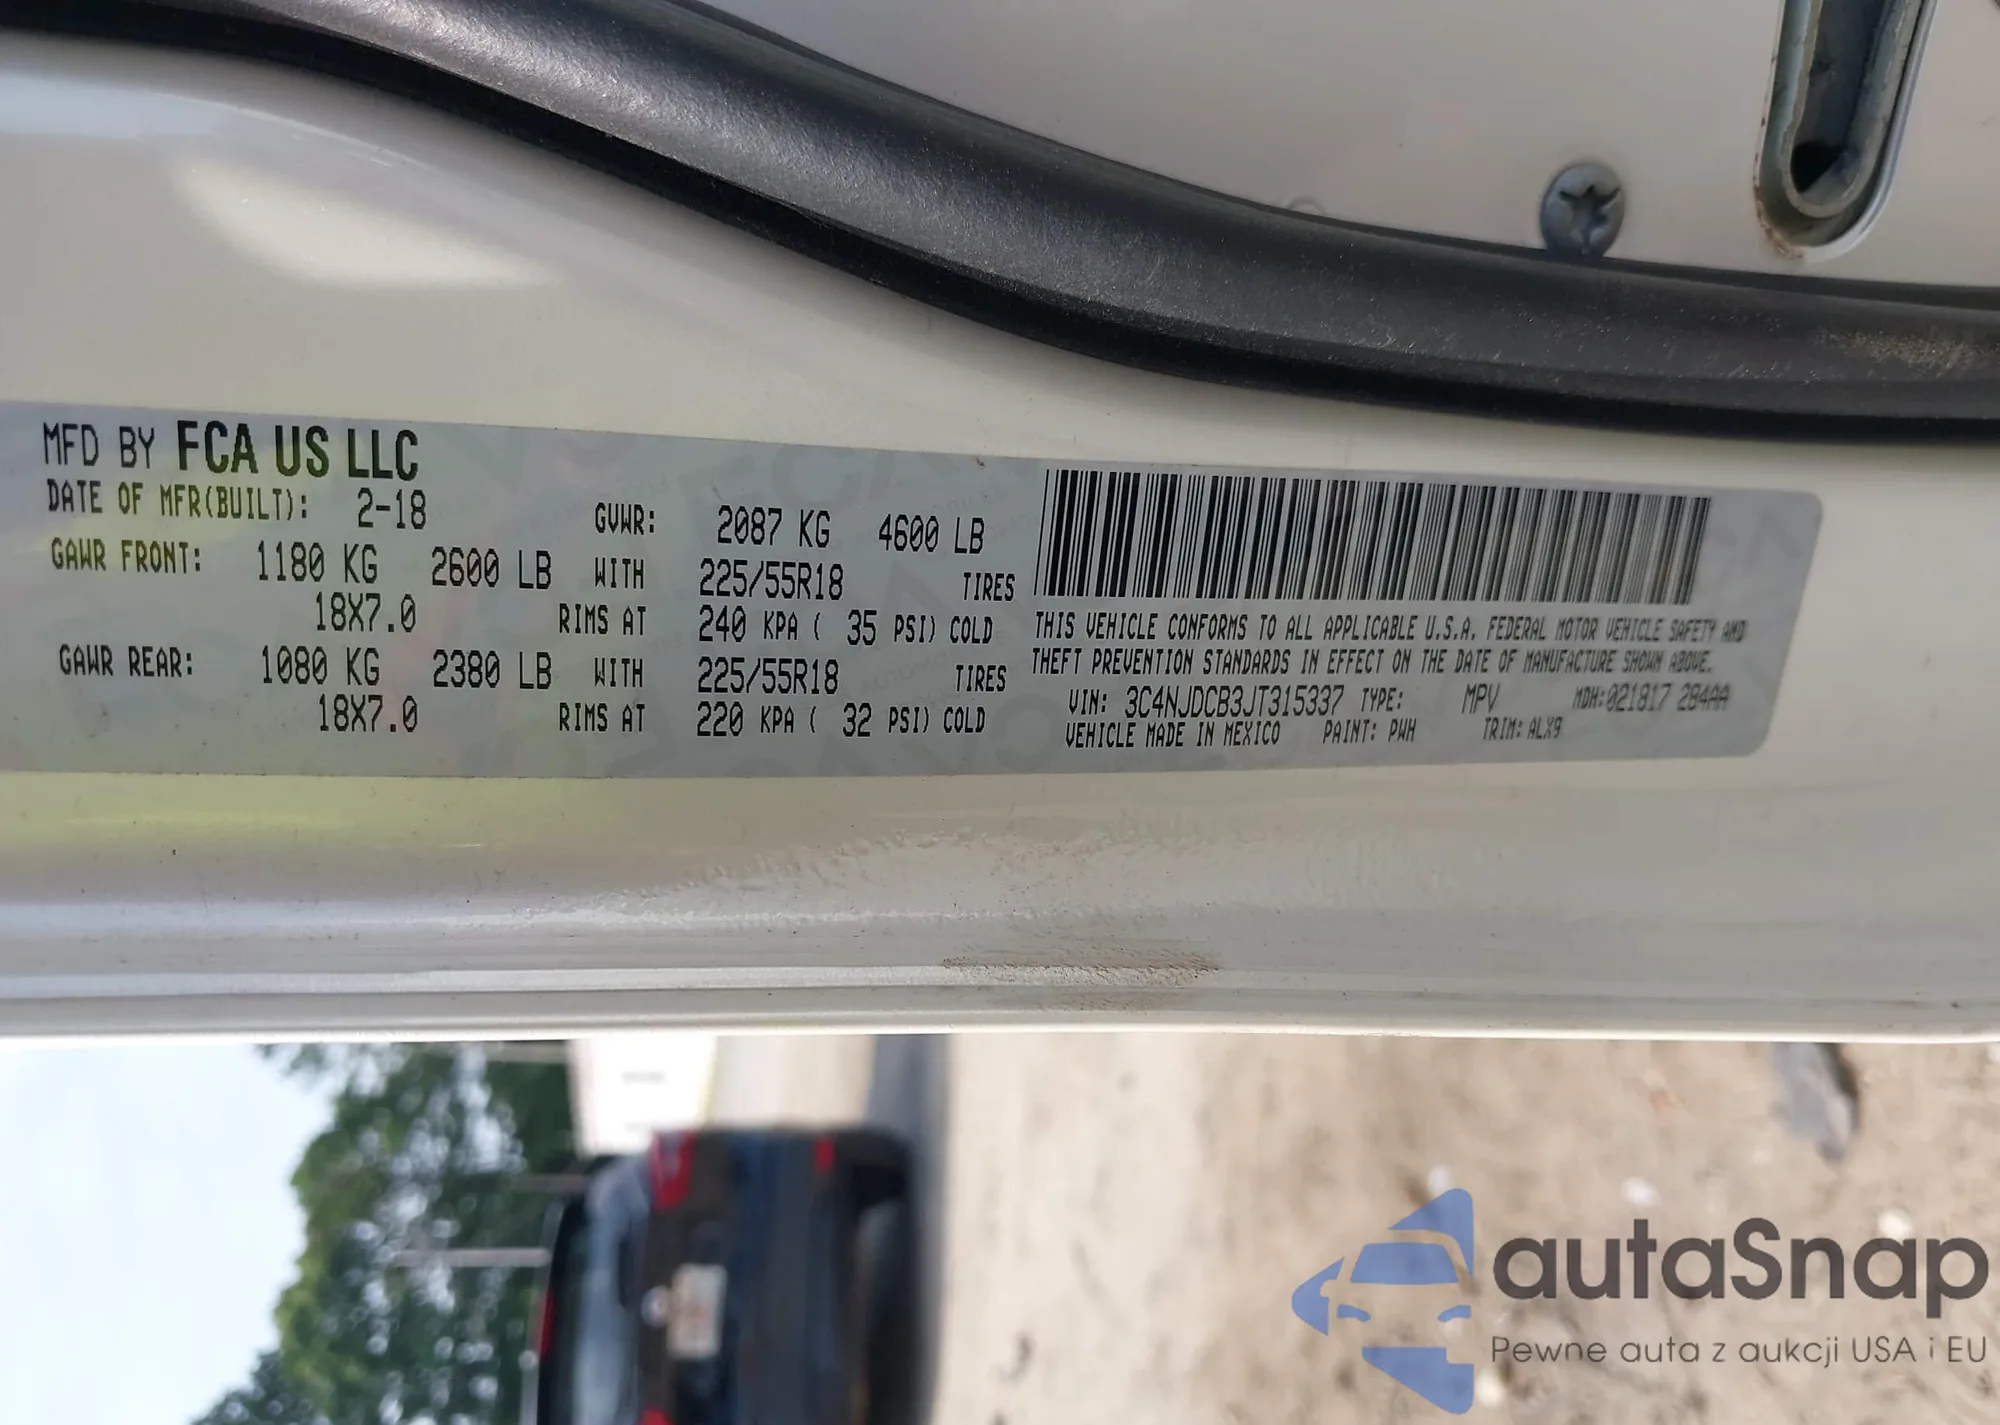 MFD BY FCA US LLC
DATE OF MFR(BUILT): 2-18 GVWR: 2087 KG 4600 LB
GAWR FRONT: 1180 KG 2600 LB WITH 225/55R18 TIRES
18X7.0 RIMS AT 240 KPA ( 35 PSI) COLD
GAWR REAR: 1080 KG 2380 LB WITH 225/55R18 TIRES
18X7.0 RIMS AT 220 KPA ( 32 PSI) COLD
THIS VEHICLE CONFORMS TO ALL APPLICABLE U.S.A. FEDERAL MOTOR VEHICLE SAFETY AND
THEFT PREVENTION STANDARDS IN EFFECT ON THE DATE OF MANUFACTURE SHOWN ABOVE.
VIN: 3C4NJDCB3JT315337 TYPE: MPV MDH:021817 284AA
VEHICLE MADE IN MEXICO PAINT: PWH TRIM: ALX9
autaSnap
Pewne auta z aukcji USA i EU